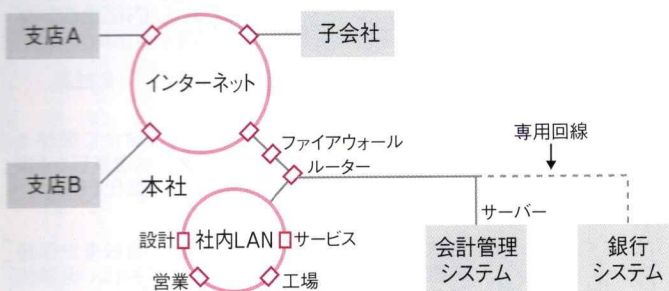 支店A
子会社
インターネット
ファイアウォール
専用回線
ルーター
支店B
本社
サーバー
設計
社内LAN
サービス
会計管理
システム
銀行
システム
営業
工場